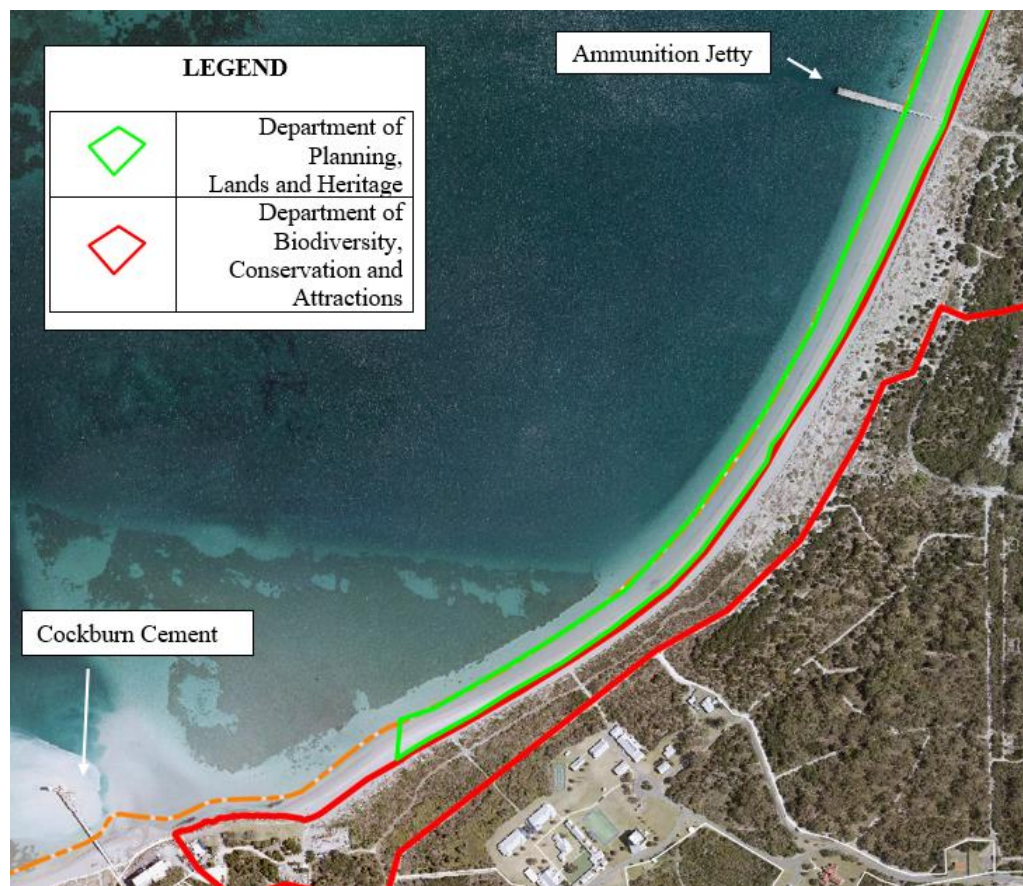 LEGEND
Department of
Planning,
Lands and Heritage
Department of
Biodiversity,
Conservation and
Attractions
Ammunition Jetty
Cockburn Cement